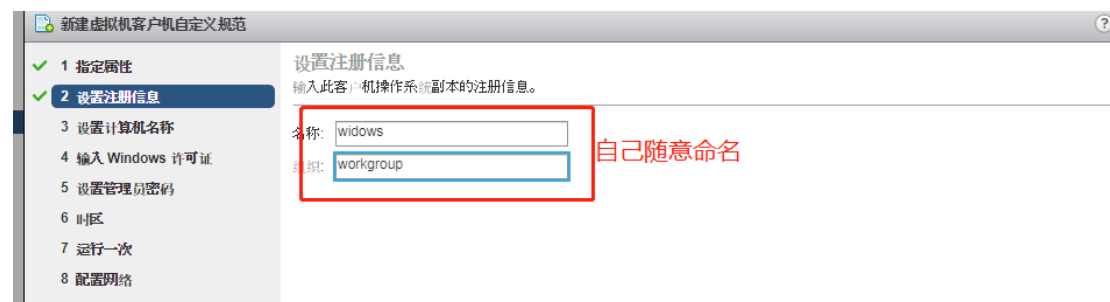 新建虚拟机客户机自定义规范
?
1 指定属性
2 设置注册信息
3 设置计算机名称
4 输入 Windows 许可证
5 设置管理员密码
6 时区
7 运行一次
8 配置网络
设置注册信息
输入此客户机操作系统副本的注册信息。
名称: widows
组织: workgroup
自己随意命名